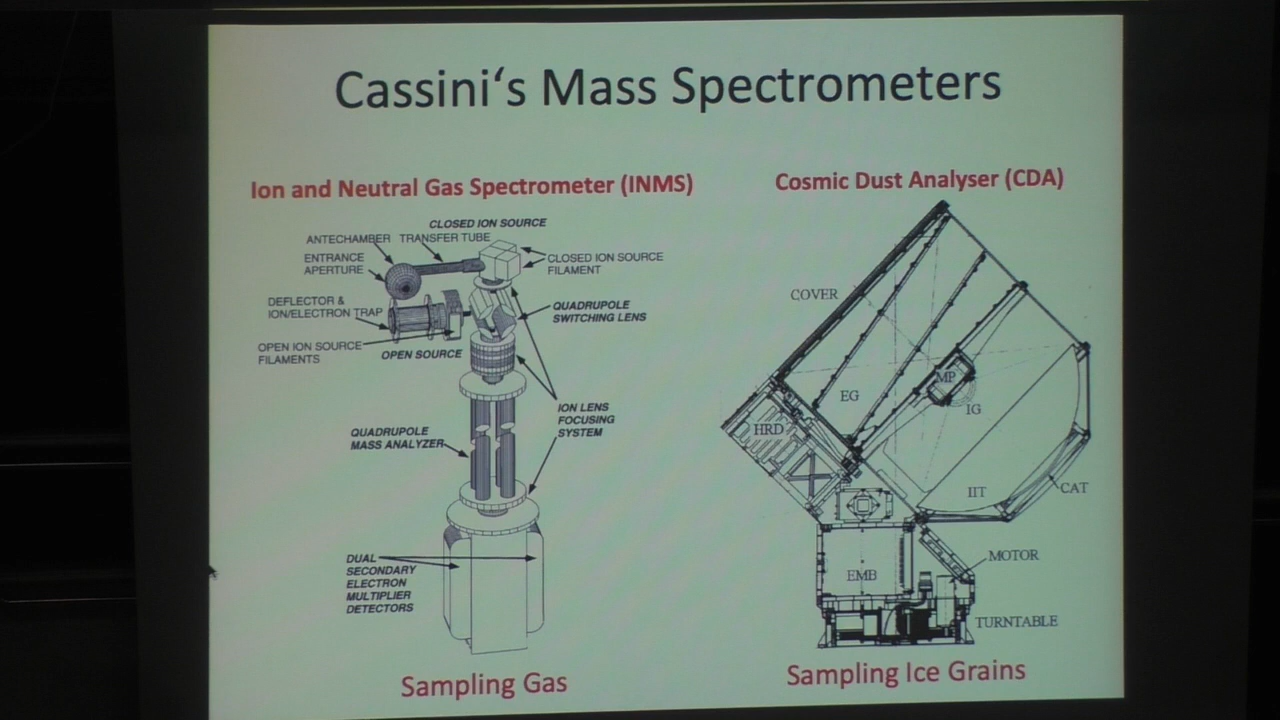 Cassini‘s Mass Spectrometers
Ion and Neutral Gas Spectrometer (INMS)
CLOSED ION SOURCE
ANTECHAMBER TRANSFER TUBE
ENTRANCE
APERTURE
CLOSED ION SOURCE
FILAMENT
DEFLECTOR &
ION/ELECTRON TRAP
QUADRUPOLE
SWITCHING LENS
OPEN ION SOURCE
FILAMENTS
OPEN SOURCE
ION LENS
FOCUSING
SYSTEM
QUADRUPOLE
MASS ANALYZER
DUAL
SECONDARY
ELECTRON
MULTIPLIER
DETECTORS
Sampling Gas
Cosmic Dust Analyser (CDA)
COVER
MP
EG
IG
HRD
IIT
CAT
MOTOR
EMB
TURNTABLE
Sampling Ice Grains